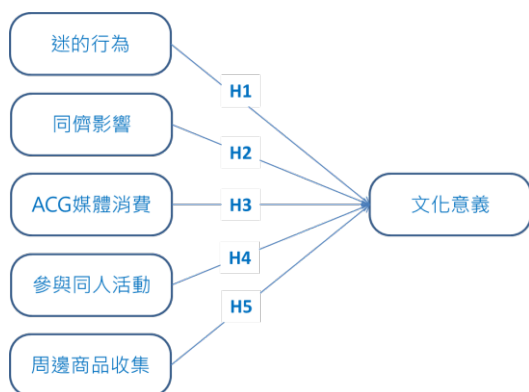 迷的行為
H1
同儕影響
H2
ACG媒體消費
H3
文化意義
H4
參與同人活動
H5
周邊商品收集